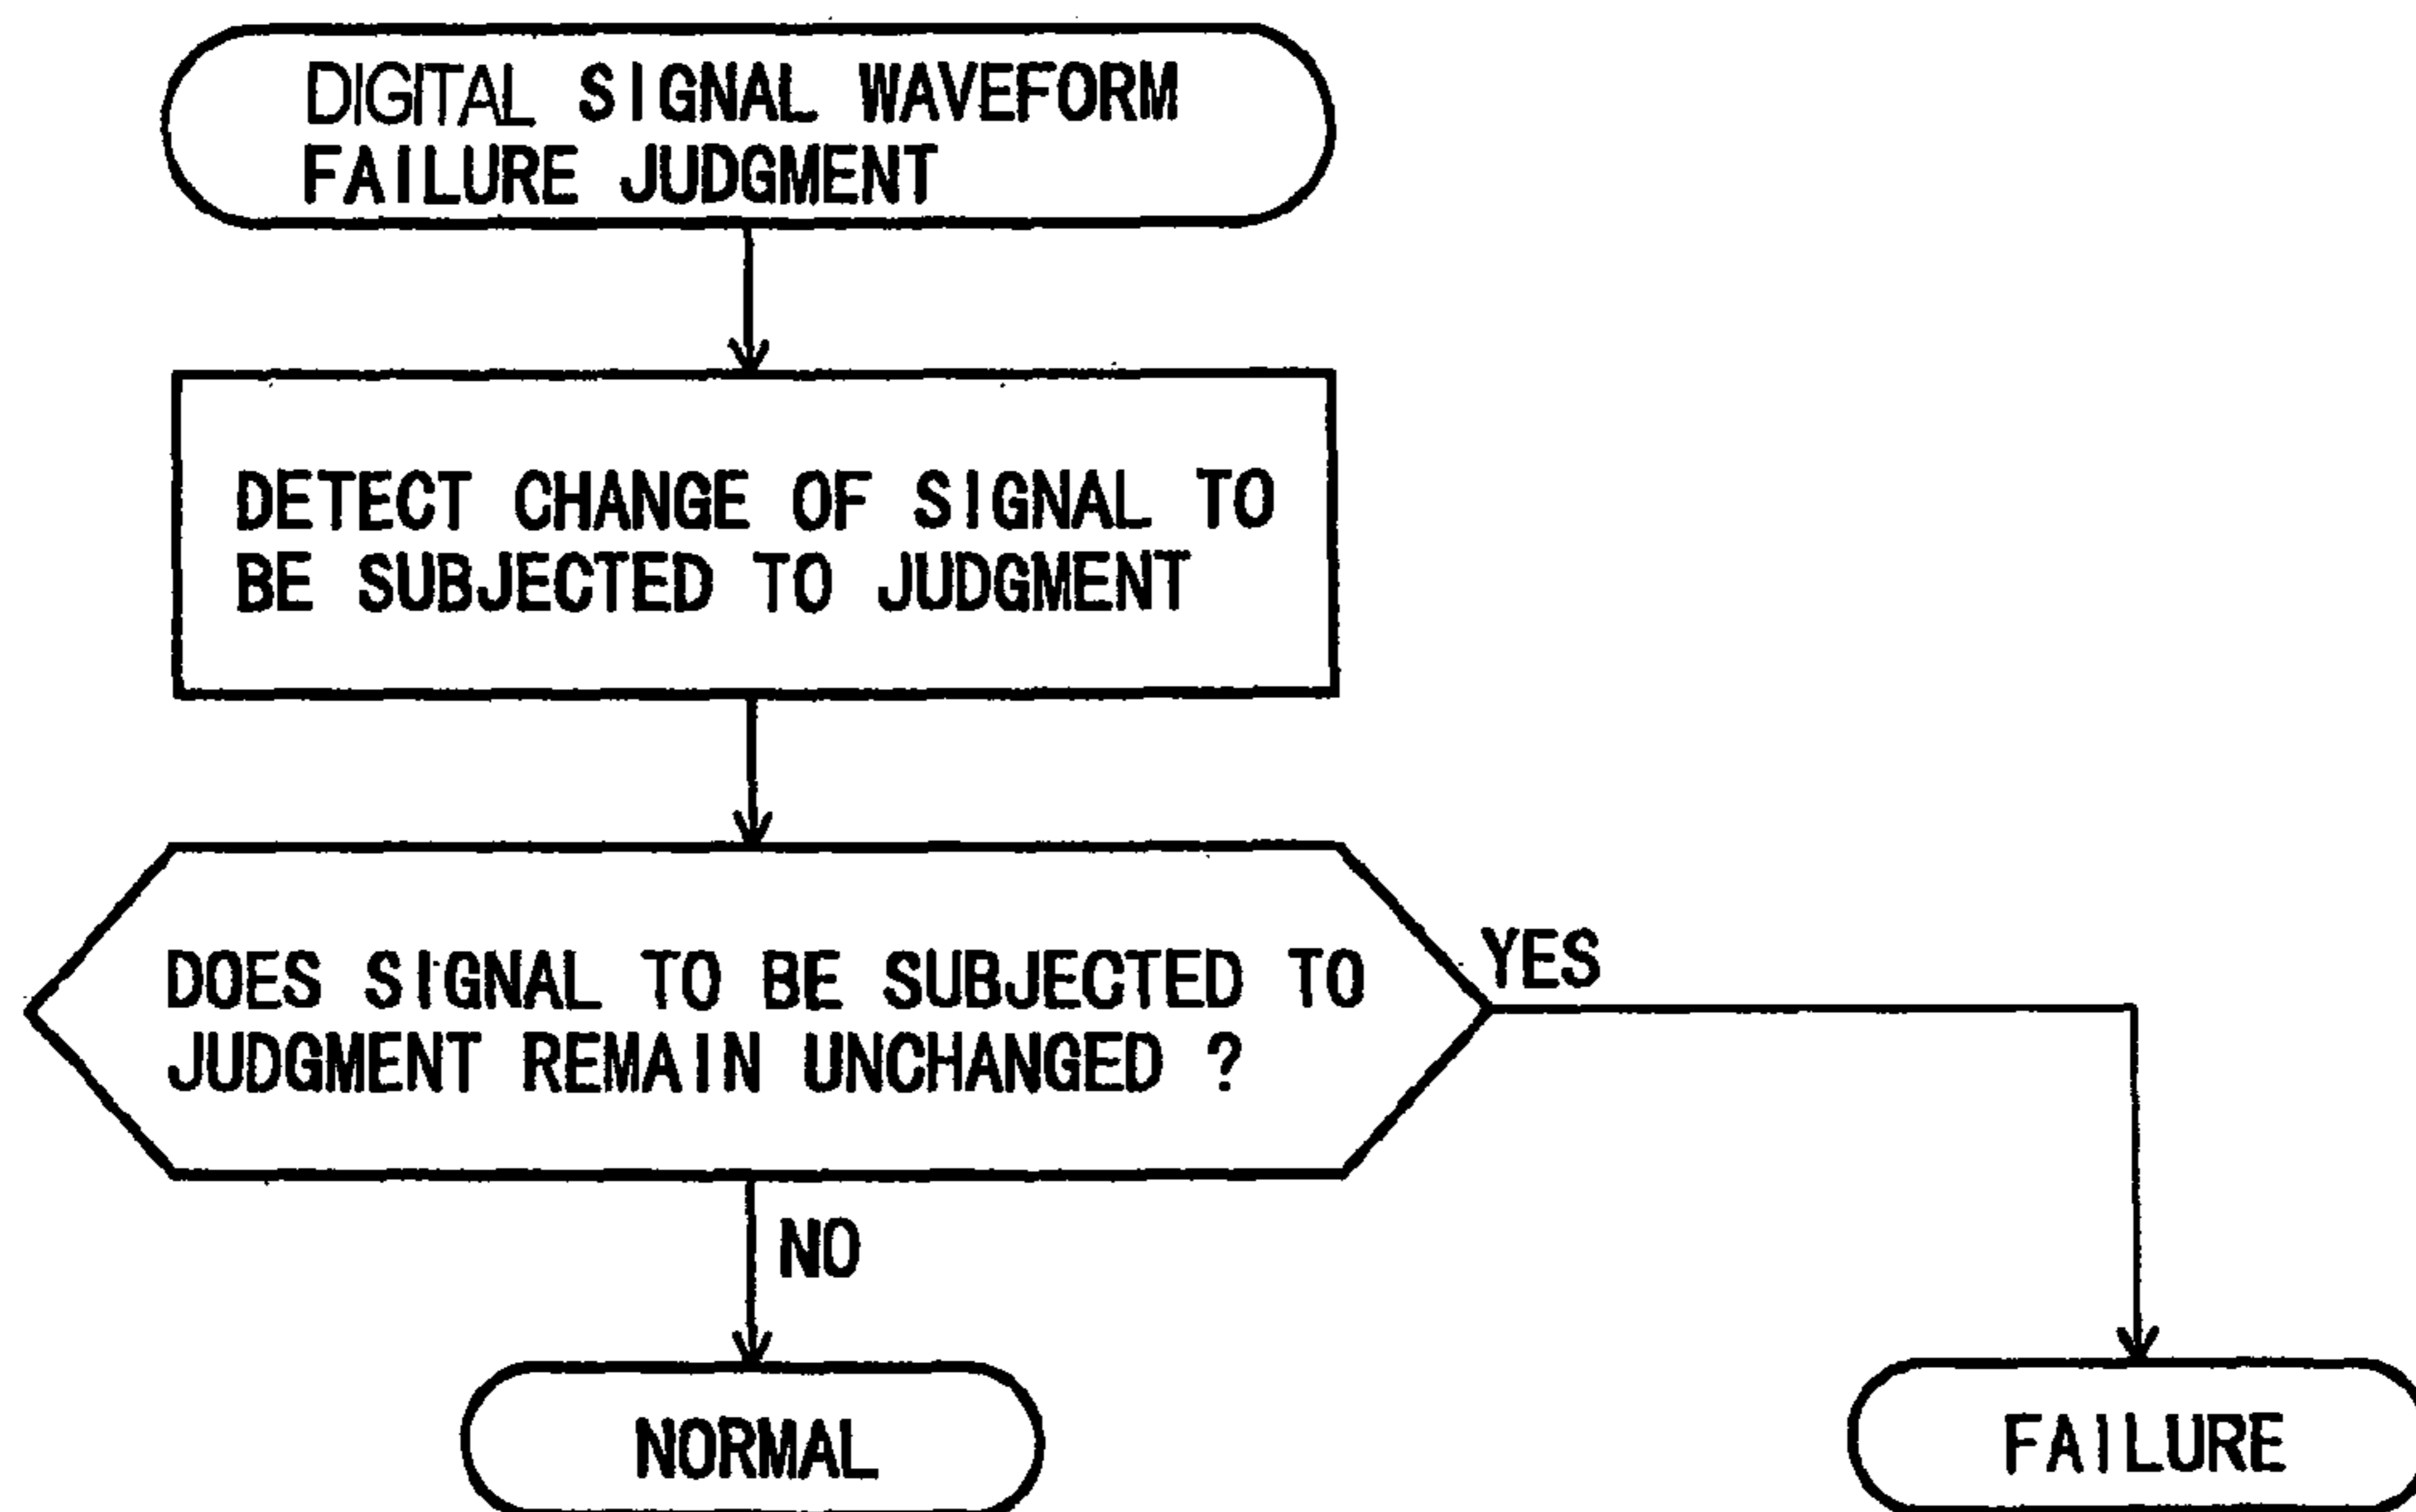 DIGITAL SIGNAL WAVEFORM
FAILURE JUDGMENT
DETECT CHANGE OF SIGNAL TO
BE SUBJECTED TO JUDGMENT
DOES SIGNAL TO BE SUBJECTED TO
JUDGMENT REMAIN UNCHANGED ?
YES
NO
NORMAL
FAILURE